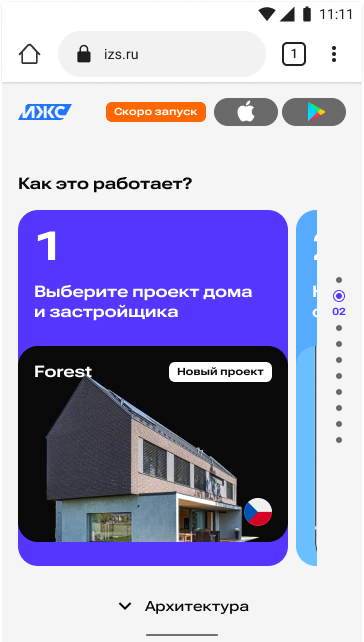 11:11
izs.ru
1
ИЖС
Скоро запуск
Как это работает?
1
Выберите проект дома
и застройщика
02
Forest
Новый проект
Архитектура